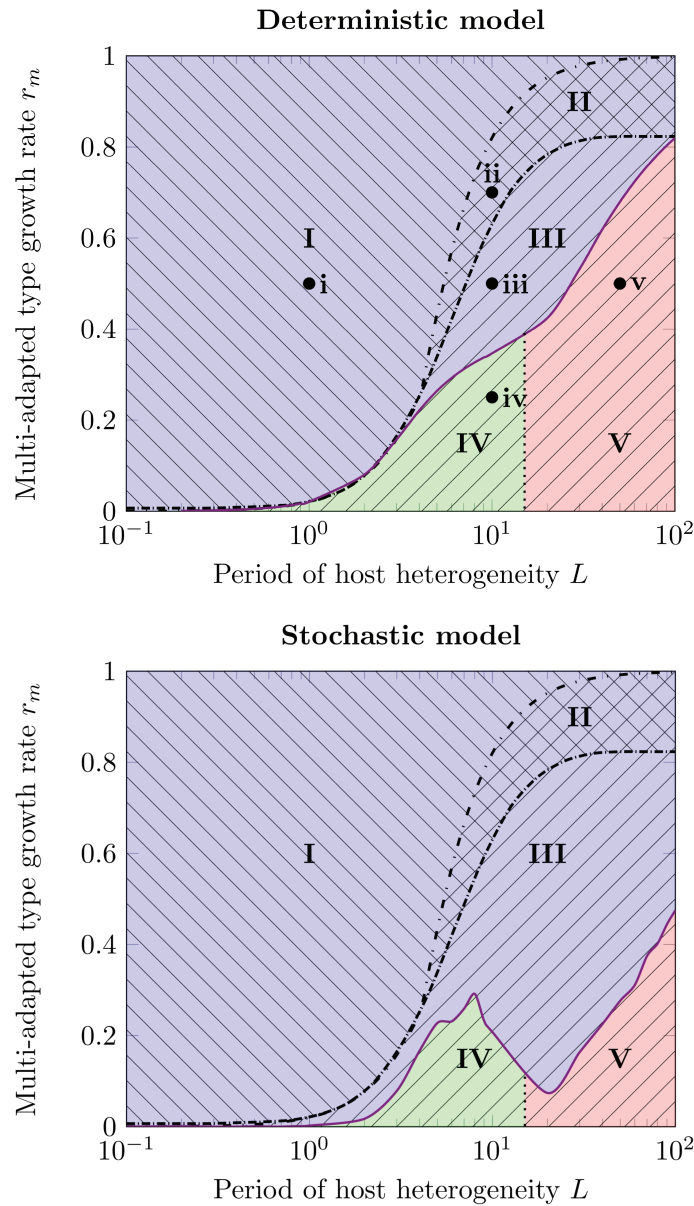 Deterministic model
Multi-adapted type growth rate r_m
1
0.8
0.6
0.4
0.2
0
II
ii
I
III
i
iii
v
iv
IV
V
10^−1
10^0
10^1
10^2
Period of host heterogeneity L
Stochastic model
Multi-adapted type growth rate r_m
1
0.8
0.6
0.4
0.2
0
II
I
III
IV
V
10^−1
10^0
10^1
10^2
Period of host heterogeneity L